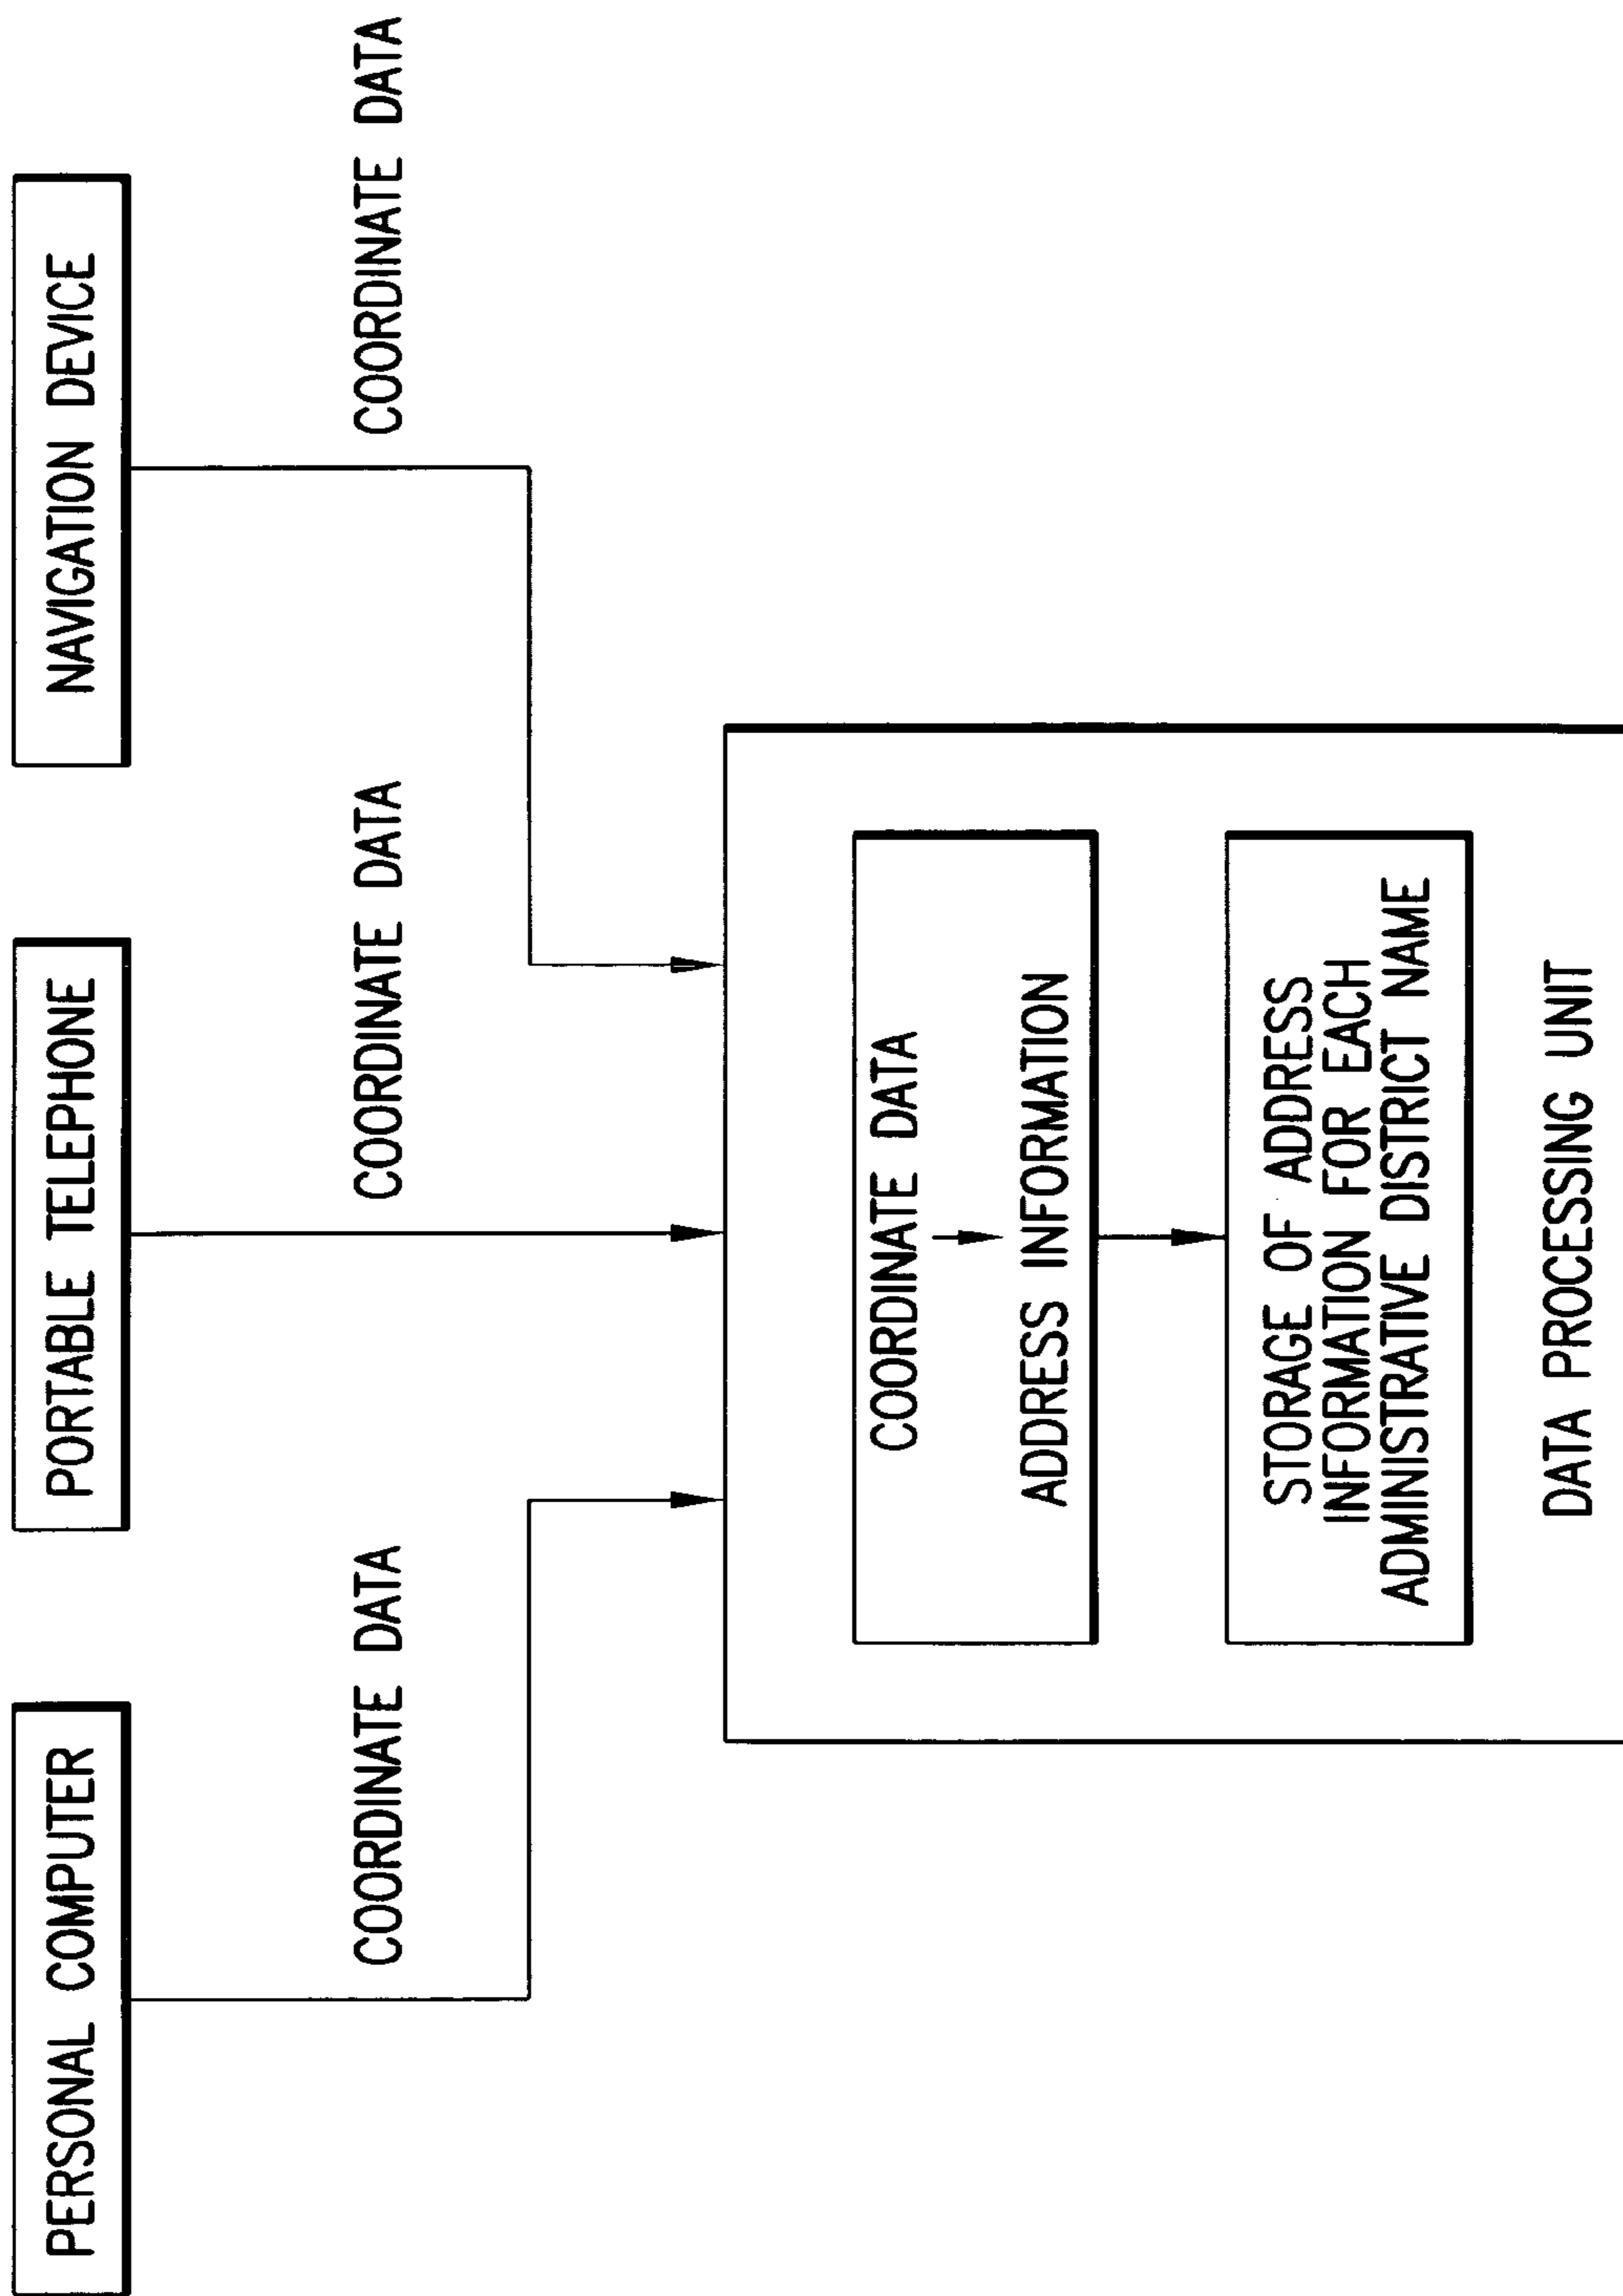 PERSONAL COMPUTER
PORTABLE TELEPHONE
NAVIGATION DEVICE
COORDINATE DATA
COORDINATE DATA
COORDINATE DATA
COORDINATE DATA
ADDRESS INFORMATION
STORAGE OF ADDRESS
INFORMATION FOR EACH
ADMINISTRATIVE DISTRICT NAME
DATA PROCESSING UNIT